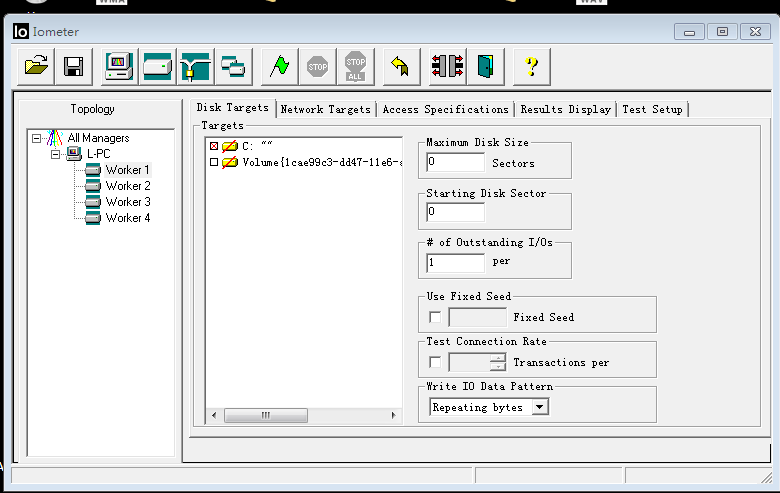 WMA
WAV
Io Iometer
STOP
STOP
ALL
?
Topology
All Managers
L-PC
Worker 1
Worker 2
Worker 3
Worker 4
Disk Targets
Network Targets
Access Specifications
Results Display
Test Setup
Targets
C: ""
Volume{1cae99c3-dd47-11e6-
Maximum Disk Size
0
Sectors
Starting Disk Sector
0
# of Outstanding I/Os
1
per
Use Fixed Seed
Fixed Seed
Test Connection Rate
Transactions per
Write IO Data Pattern
Repeating bytes